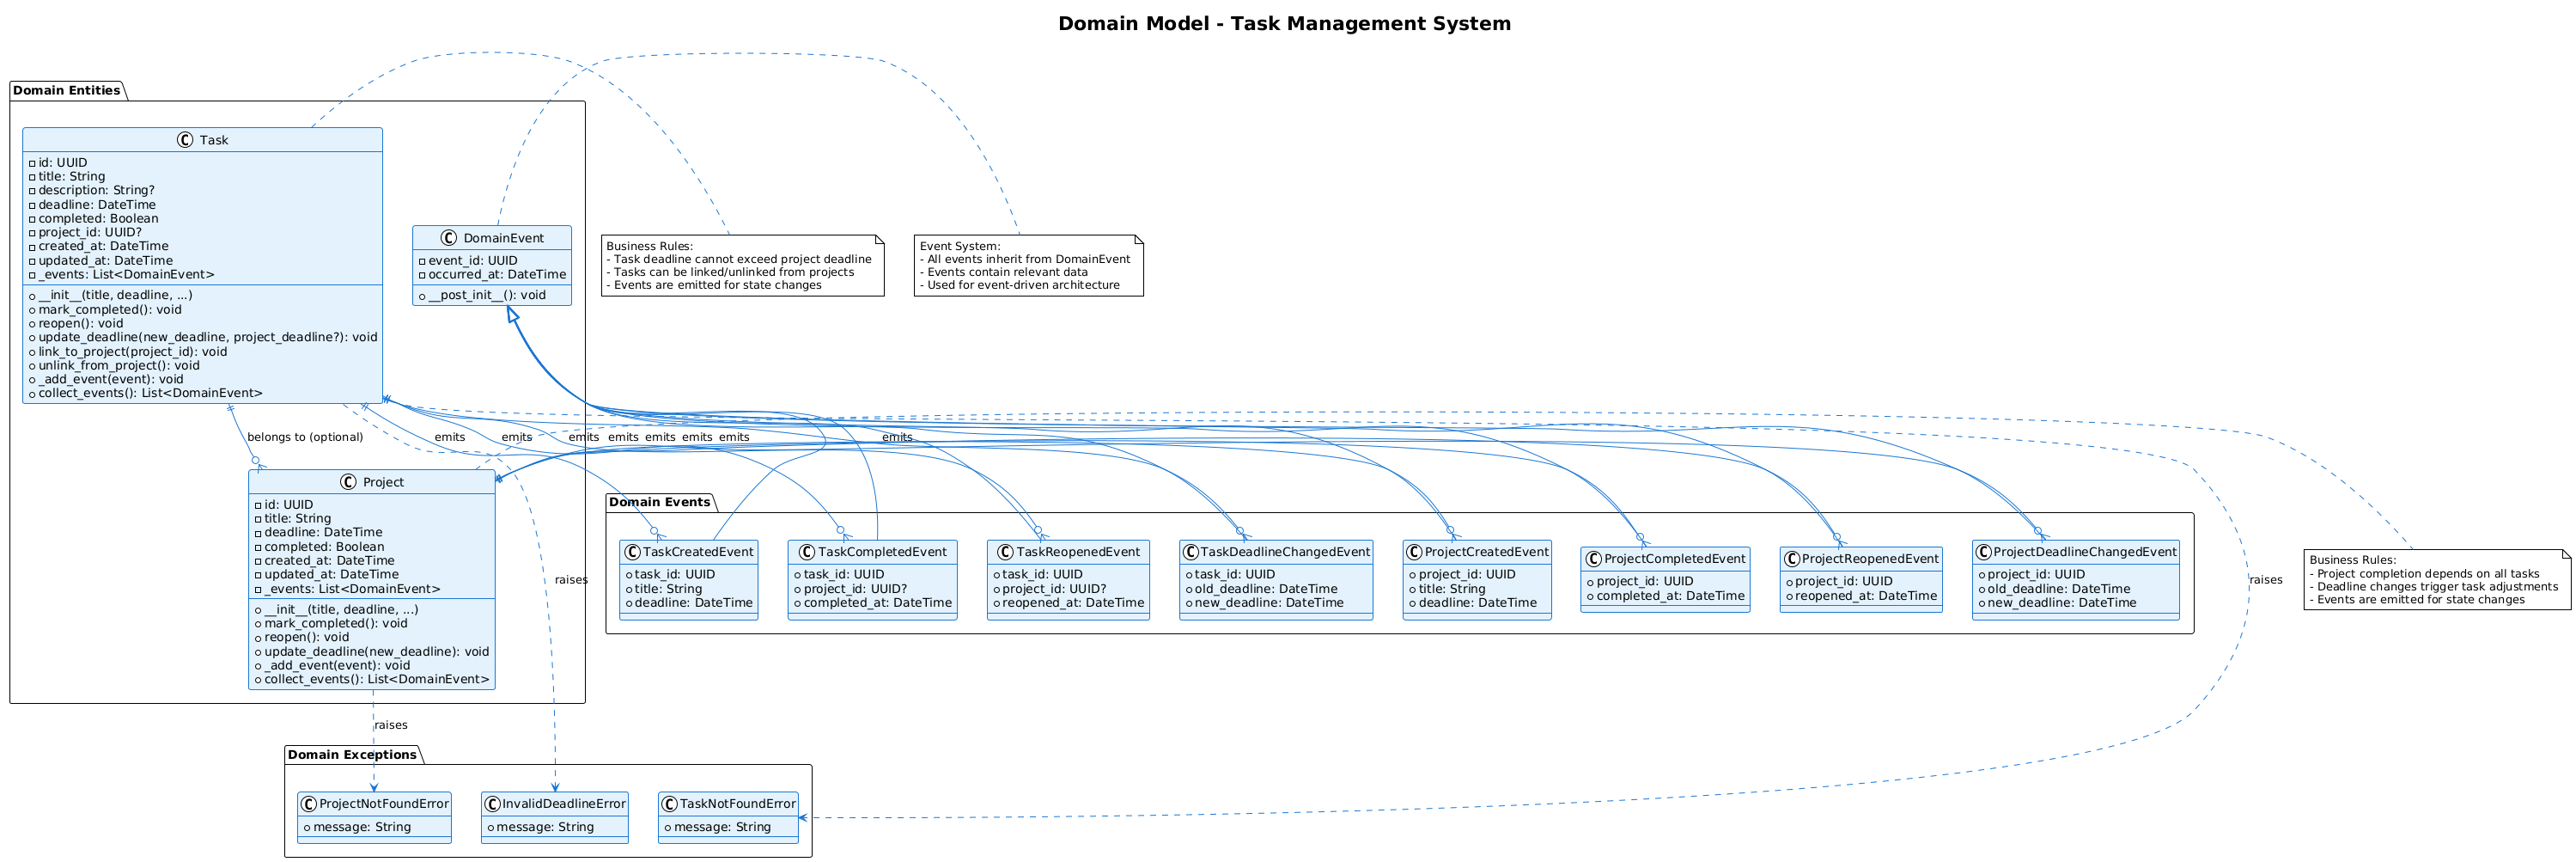 Domain Model - Task Management System
Domain Entities
C Task
id: UUID
title: String
description: String?
deadline: DateTime
completed: Boolean
project_id: UUID?
created_at: DateTime
updated_at: DateTime
_events: List<DomainEvent>
__init__(title, deadline, ...)
mark_completed(): void
reopen(): void
update_deadline(new_deadline, project_deadline?): void
link_to_project(project_id): void
unlink_from_project(): void
_add_event(event): void
collect_events(): List<DomainEvent>
C DomainEvent
event_id: UUID
occurred_at: DateTime
__post_init__(): void
Business Rules:
- Task deadline cannot exceed project deadline
- Tasks can be linked/unlinked from projects
- Events are emitted for state changes
Event System:
- All events inherit from DomainEvent
- Events contain relevant data
- Used for event-driven architecture
belongs to (optional)
emits
emits
emits
emits
emits
emits
emits
emits
C Project
id: UUID
title: String
deadline: DateTime
completed: Boolean
created_at: DateTime
updated_at: DateTime
_events: List<DomainEvent>
__init__(title, deadline, ...)
mark_completed(): void
reopen(): void
update_deadline(new_deadline): void
_add_event(event): void
collect_events(): List<DomainEvent>
raises
Domain Events
C TaskCreatedEvent
task_id: UUID
title: String
deadline: DateTime
C TaskCompletedEvent
task_id: UUID
project_id: UUID?
completed_at: DateTime
C TaskReopenedEvent
task_id: UUID
project_id: UUID?
reopened_at: DateTime
C TaskDeadlineChangedEvent
task_id: UUID
old_deadline: DateTime
new_deadline: DateTime
C ProjectCreatedEvent
project_id: UUID
title: String
deadline: DateTime
C ProjectCompletedEvent
project_id: UUID
completed_at: DateTime
C ProjectReopenedEvent
project_id: UUID
reopened_at: DateTime
C ProjectDeadlineChangedEvent
project_id: UUID
old_deadline: DateTime
new_deadline: DateTime
raises
Business Rules:
- Project completion depends on all tasks
- Deadline changes trigger task adjustments
- Events are emitted for state changes
raises
Domain Exceptions
C ProjectNotFoundError
message: String
C InvalidDeadlineError
message: String
C TaskNotFoundError
message: String